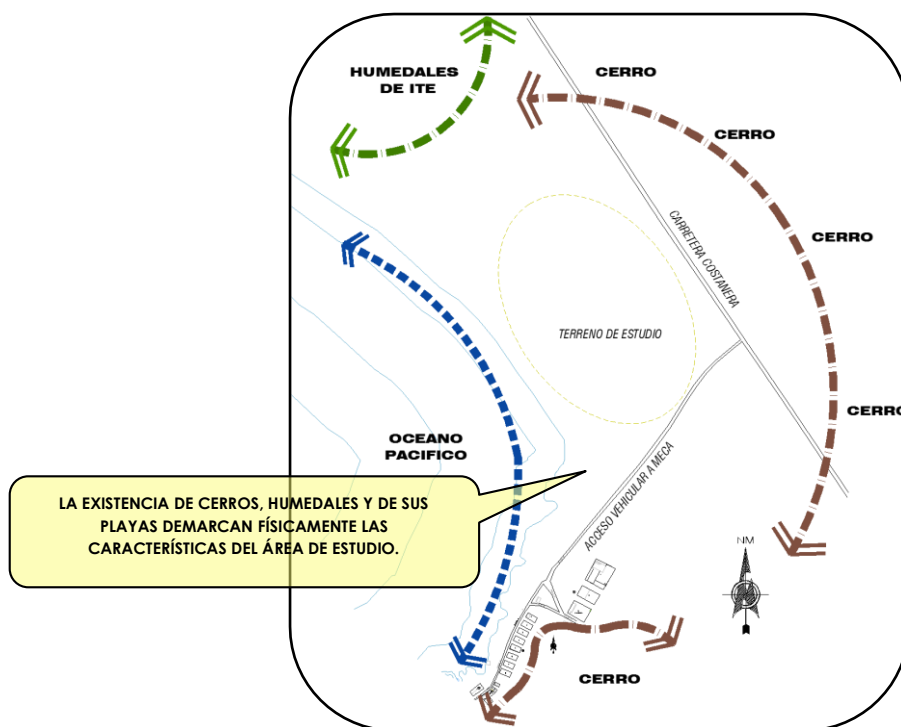 HUMEDALES
DE ITE
CERRO
CERRO
CARRETERA COSTANERA
CERRO
TERRENO DE ESTUDIO
CERRO
OCEANO
PACIFICO
ACCESO VEHICULAR A MECA
LA EXISTENCIA DE CERROS, HUMEDALES Y DE SUS
PLAYAS DEMARCAN FÍSICAMENTE LAS
CARACTERÍSTICAS DEL ÁREA DE ESTUDIO.
NM
CERRO